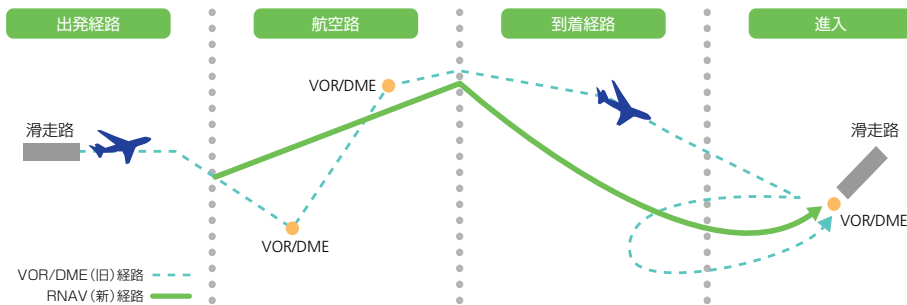 出発経路
航空路
到着経路
進入
VOR/DME
滑走路
滑走路
VOR/DME
VOR/DME
VOR/DME(旧)経路
RNAV(新)経路